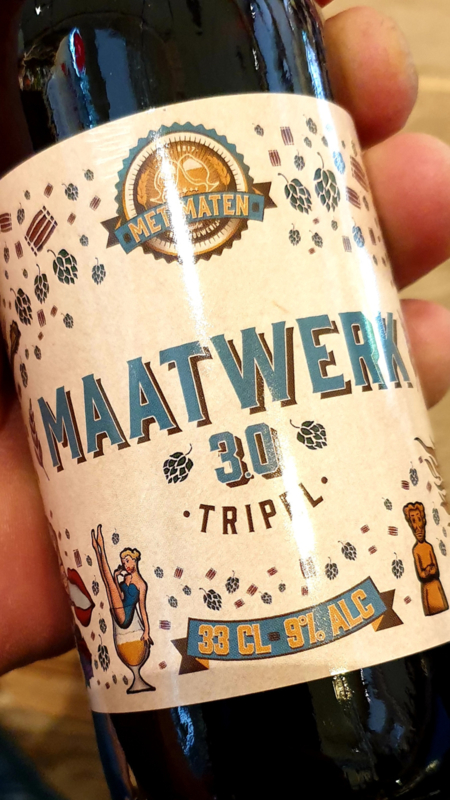 MET MATEN
MAATWERK
3.0
·TRIPEL·
33 CL - 9% ALC